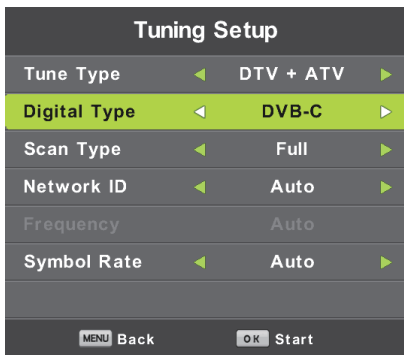 Tuning Setup
Tune Type DTV + ATV
Digital Type DVB-C
Scan Type Full
Network ID Auto
Frequency Auto
Symbol Rate Auto
MENU Back OK Start